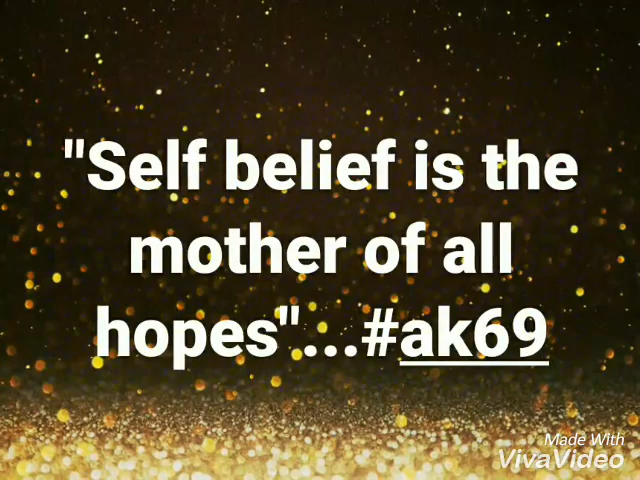 "Self belief is the
mother of all
hopes"...#ak69
Made With
VivaVideo